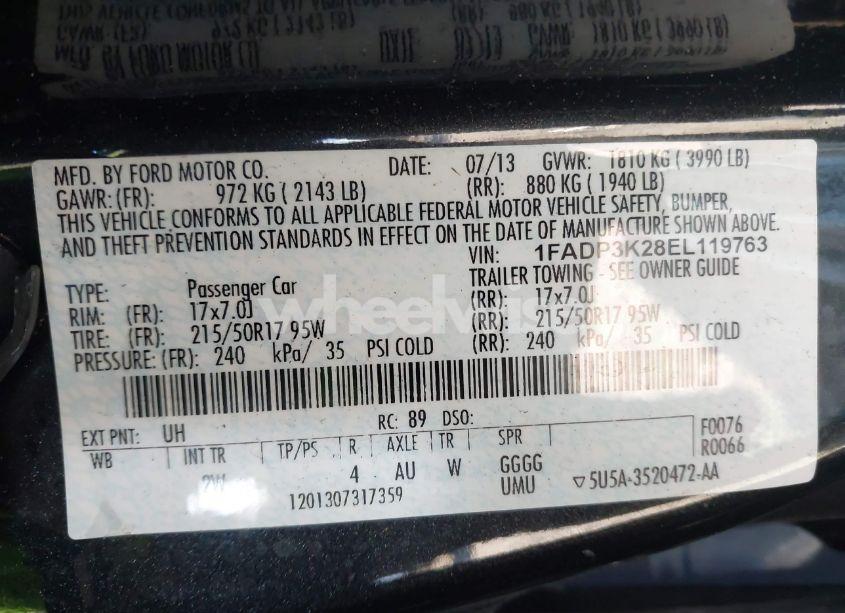 MFD. BY FORD MOTOR CO. DATE: 07/13 GVWR: 1810 KG ( 3990 LB)
GAWR: (FR): 972 KG ( 2143 LB) (RR): 880 KG ( 1940 LB)
THIS VEHICLE CONFORMS TO ALL APPLICABLE FEDERAL MOTOR VEHICLE SAFETY, BUMPER,
AND THEFT PREVENTION STANDARDS IN EFFECT ON THE DATE OF MANUFACTURE SHOWN ABOVE.
VIN: 1FADP3K28EL119763
TYPE: Passenger Car TRAILER TOWING - SEE OWNER GUIDE
RIM: (FR): 17x7.0J (RR): 17x7.0J
TIRE: (FR): 215/50R17 95W (RR): 215/50R17 95W
PRESSURE: (FR): 240 kPa/ 35 PSI COLD (RR): 240 kPa/ 35 PSI COLD
EXT PNT: UH RC: 89 DSO: F0076
WB INT TR TP/PS R AXLE TR SPR R0066
2W 4 AU W GGGG
1201307317359 UMU ▽5U5A-3520472-AA